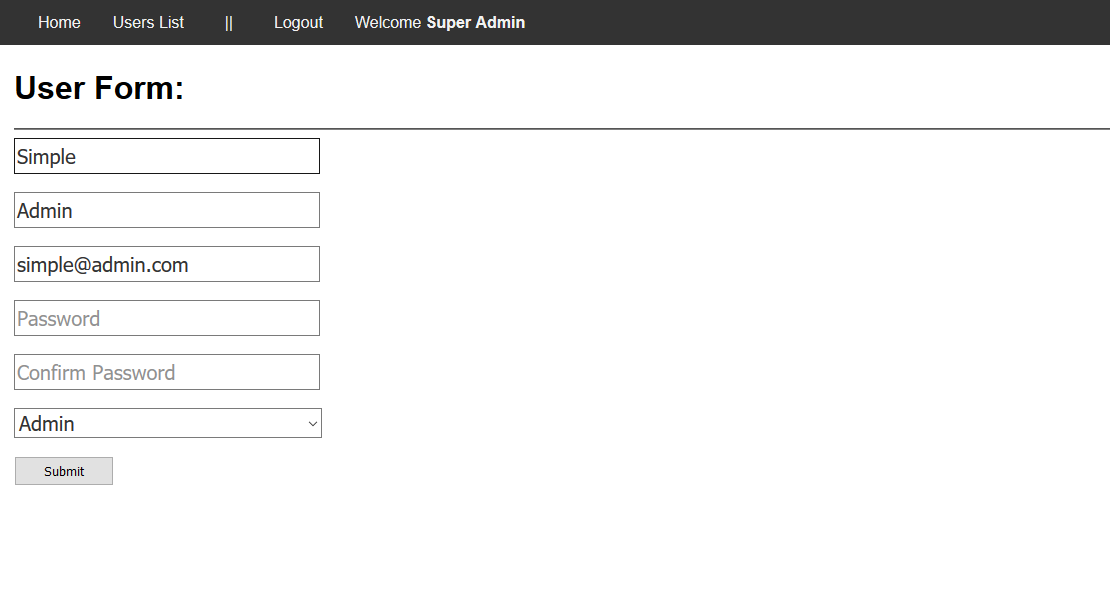 Home Users List || Logout Welcome Super Admin
User Form:
Simple
Admin
simple@admin.com
Password
Confirm Password
Admin
Submit